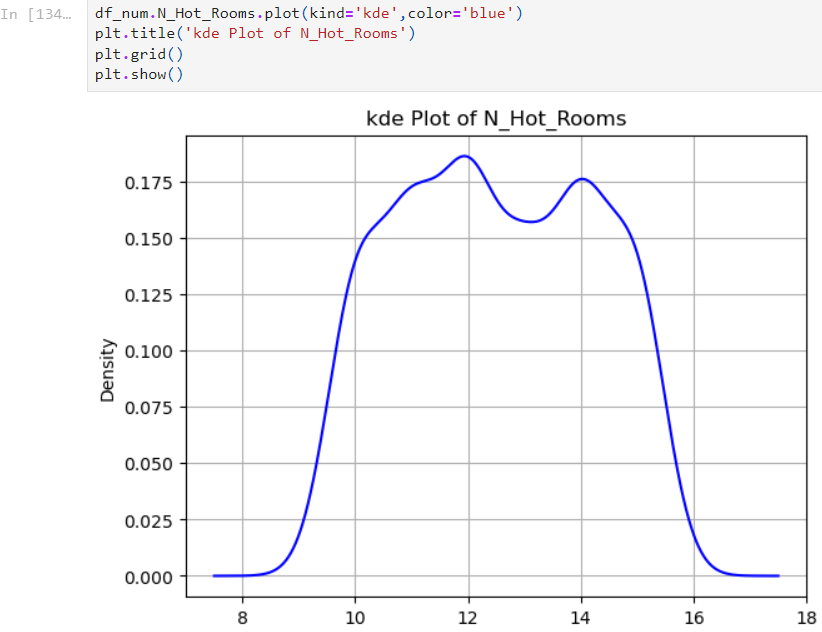 In [134…
df_num.N_Hot_Rooms.plot(kind='kde',color='blue')
plt.title('kde Plot of N_Hot_Rooms')
plt.grid()
plt.show()
kde Plot of N_Hot_Rooms
0.175
0.150
0.125
0.100
0.075
0.050
0.025
0.000
Density
8 10 12 14 16 18